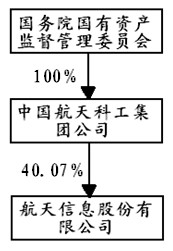 国务院国有资产
监督管理委员会
100%
中国航天科工集
团公司
40.07%
航天信息股份有
限公司